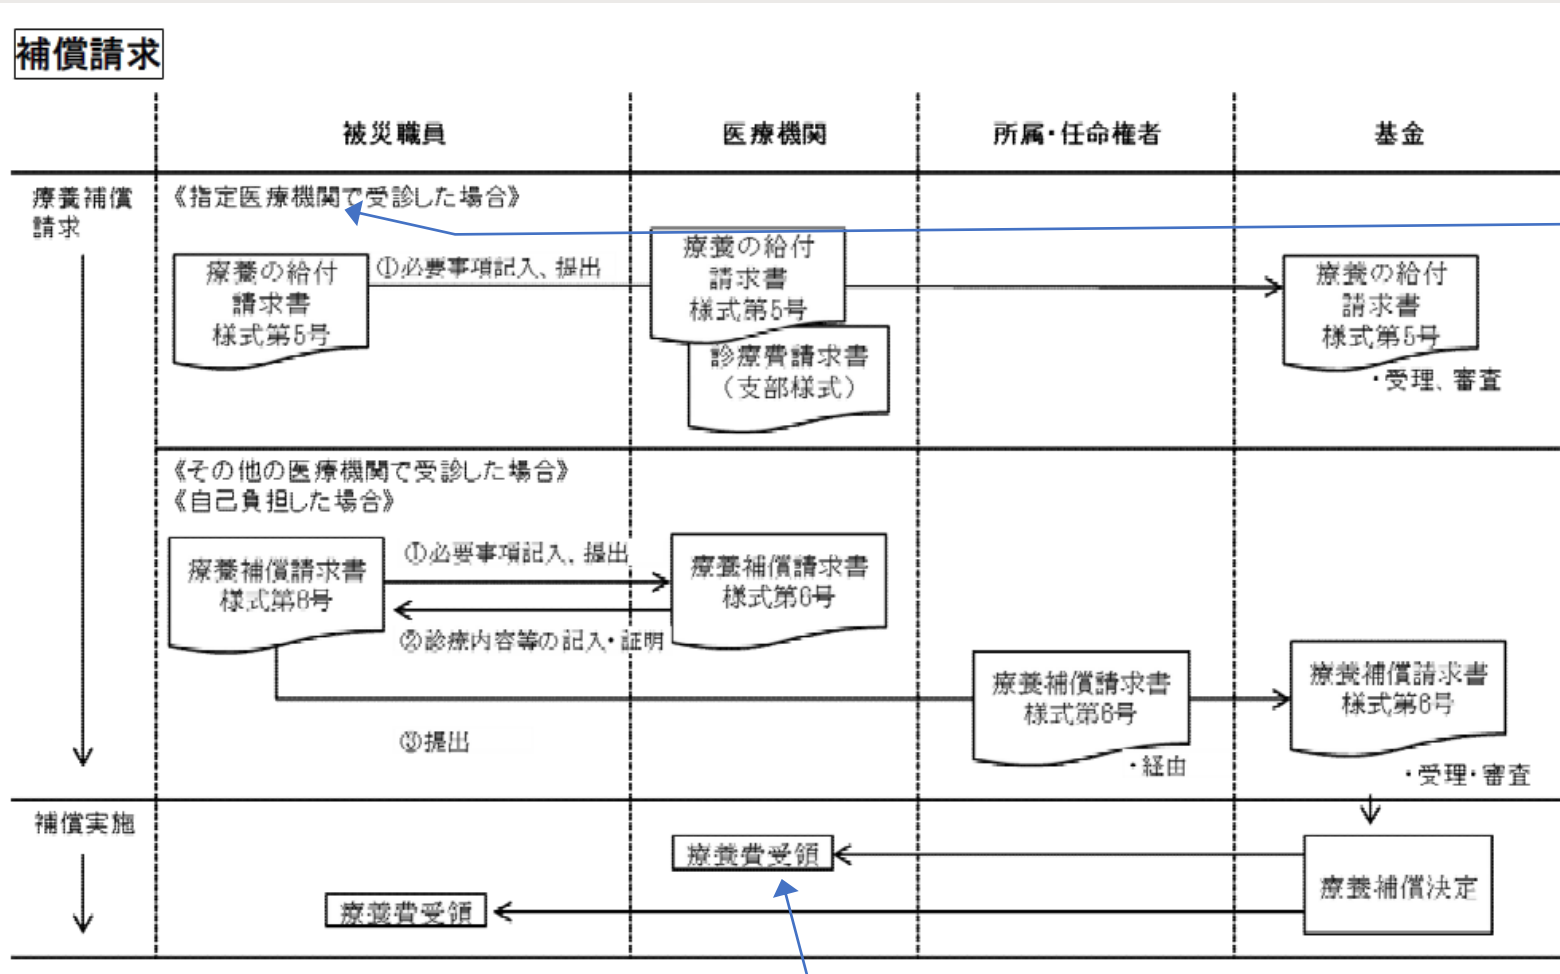 補償請求
被災職員
医療機関
所属・任命権者
基金
療養補償
請求
《指定医療機関で受診した場合》
療養の給付
請求書
様式第5号
①必要事項記入、提出
療養の給付
請求書
様式第5号
診療費請求書
（支部様式）
療養の給付
請求書
様式第5号
・受理、審査
《その他の医療機関で受診した場合》
《自己負担した場合》
療養補償請求書
様式第6号
①必要事項記入、提出
②診療内容等の記入・証明
療養補償請求書
様式第6号
③提出
療養補償請求書
様式第6号
・経由
療養補償請求書
様式第6号
・受理・審査
補償実施
療養費受領
療養費受領
療養補償決定